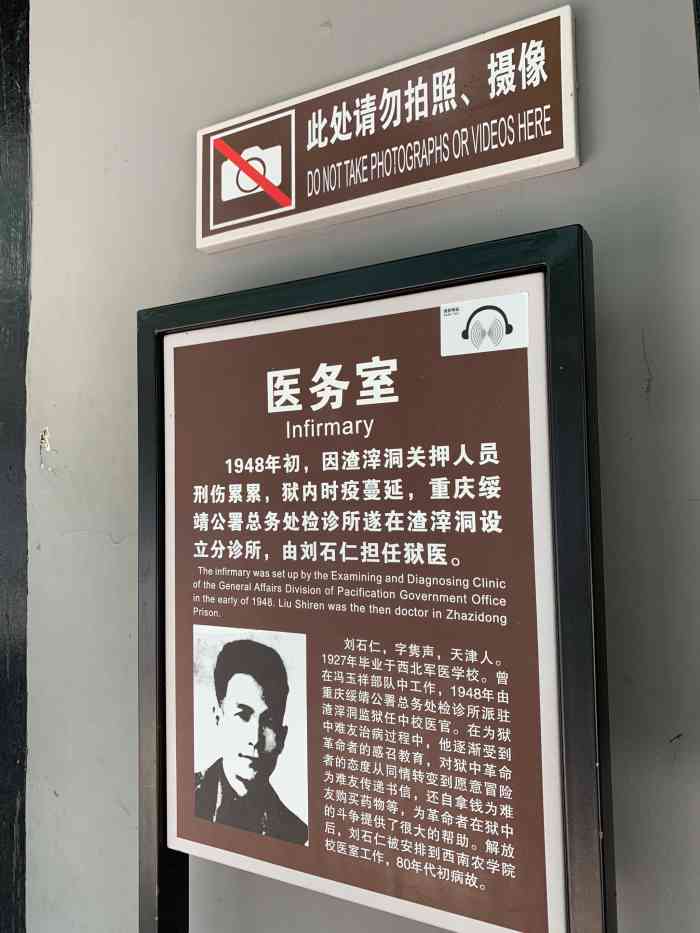 此处请勿拍照、摄像
DO NOT TAKE PHOTOGRAPHS OR VIDEOS HERE
医务室
Infirmary
1948年初，因渣滓洞关押人员
刑伤累累，狱内时疫蔓延，重庆绥
靖公署总务处检诊所遂在渣滓洞设
立分诊所，由刘石仁担任狱医。
The infirmary was set up by the Examining and Diagnosing Clinic
of the General Affairs Division of Pacification Government Office
in the early of 1948. Liu Shiren was the then doctor in Zhazidong
Prison.
刘石仁，字隽声，天津人。
1927年毕业于西北军医学校。曾
在冯玉祥部队中工作，1948年由
重庆绥靖公署总务处检诊所派驻
渣滓洞监狱任中校医官。在为狱
中难友治病过程中，他逐渐受到
革命者的感召教育，对狱中革命
者的态度从同情转变到愿意冒险
为难友传递书信，还自拿钱为难
友购买药物等，为革命者在狱中
的斗争提供了很大的帮助。解放
后，刘石仁被安排到西南农学院
校医室工作，80年代初病故。